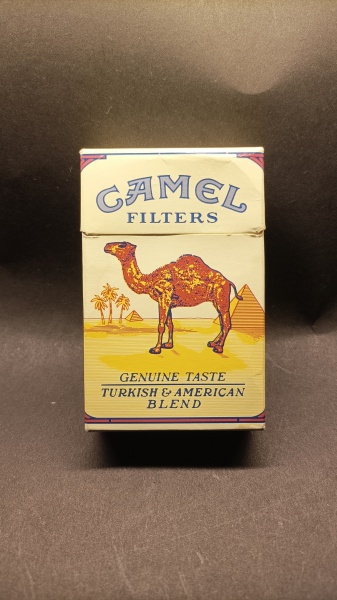 CAMEL
FILTERS
GENUINE TASTE
TURKISH & AMERICAN
BLEND